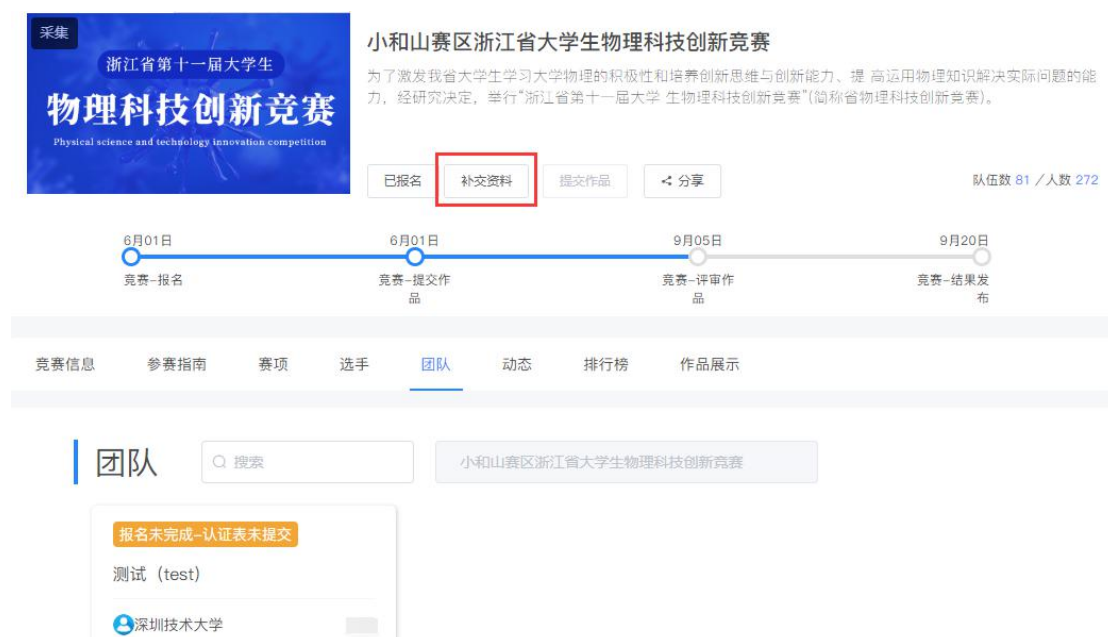 采集
浙江省第十一届大学生
物理科技创新竞赛
Physical science and technology innovation competition
小和山赛区浙江省大学生物理科技创新竞赛
为了激发我省大学生学习大学物理的积极性和培养创新思维与创新能力、提 高运用物理知识解决实际问题的能
力，经研究决定，举行“浙江省第十一届大学 生物理科技创新竞赛”(简称省物理科技创新竞赛)。
已报名 补交资料 提交作品 分享 队伍数 81 / 人数 272
6月01日 6月01日 9月05日 9月20日
竞赛-报名 竞赛-提交作 竞赛-评审作 竞赛-结果发
品 品 布
竞赛信息 参赛指南 赛项 选手 团队 动态 排行榜 作品展示
团队 搜索 小和山赛区浙江省大学生物理科技创新竞赛
报名未完成-认证表未提交
测试（test）
深圳技术大学